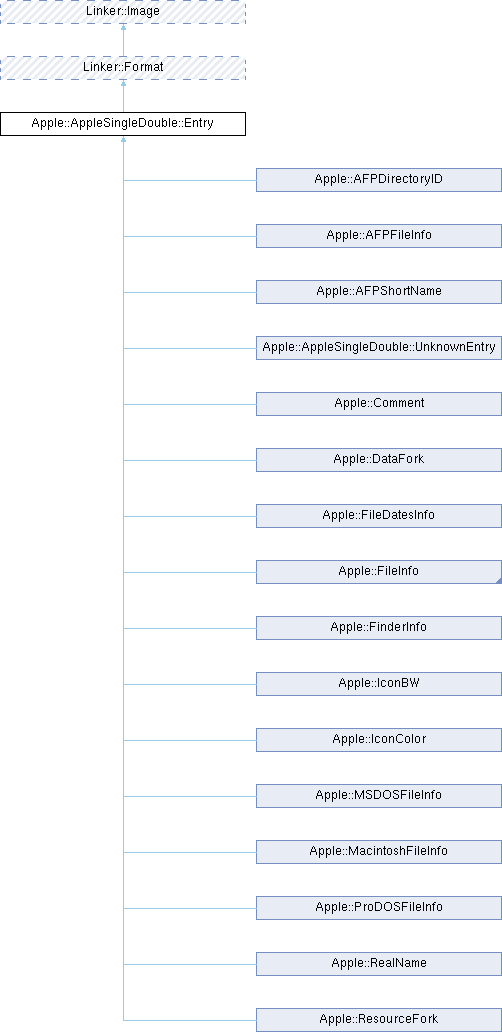 Linker::Image
Linker::Format
Apple::AppleSingleDouble::Entry
Apple::AFPDirectoryID
Apple::AFPFileInfo
Apple::AFPShortName
Apple::AppleSingleDouble::UnknownEntry
Apple::Comment
Apple::DataFork
Apple::FileDatesInfo
Apple::FileInfo
Apple::FinderInfo
Apple::IconBW
Apple::IconColor
Apple::MSDOSFileInfo
Apple::MacintoshFileInfo
Apple::ProDOSFileInfo
Apple::RealName
Apple::ResourceFork